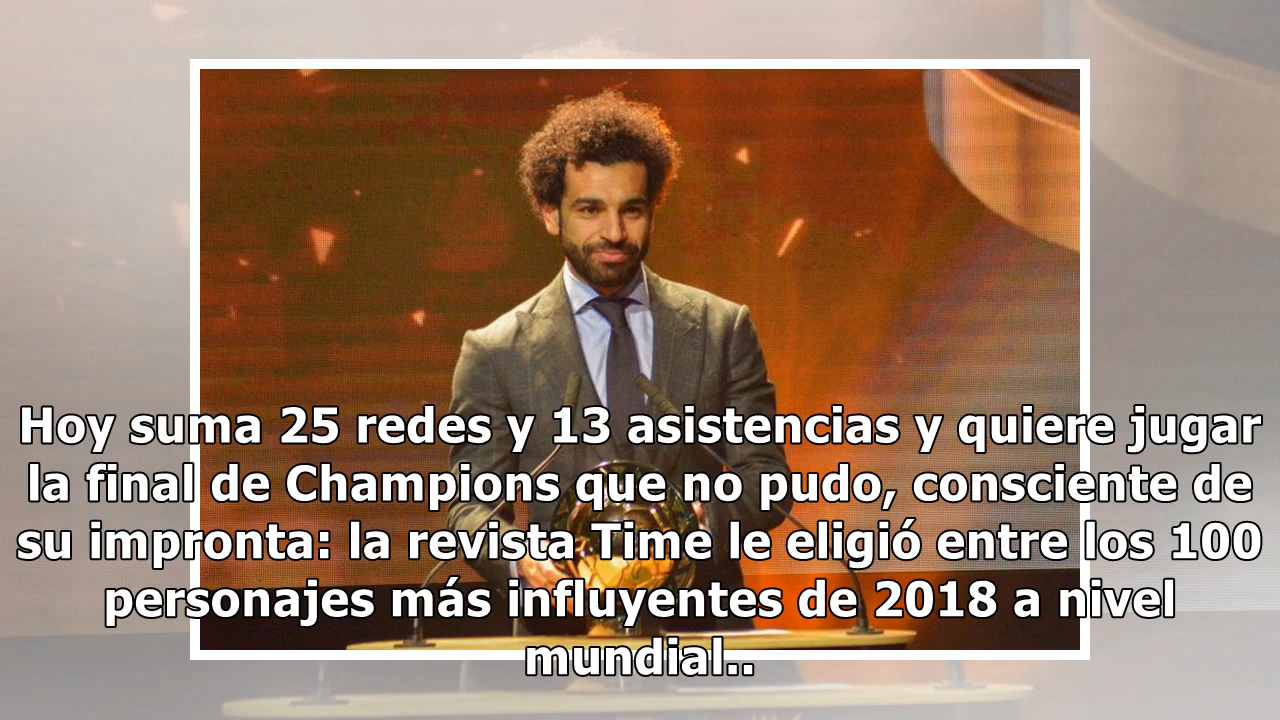 Hoy suma 25 redes y 13 asistencias y quiere jugar
la final de Champions que no pudo, consciente de
su impronta: la revista Time le eligió entre los 100
personajes más influyentes de 2018 a nivel
mundial..